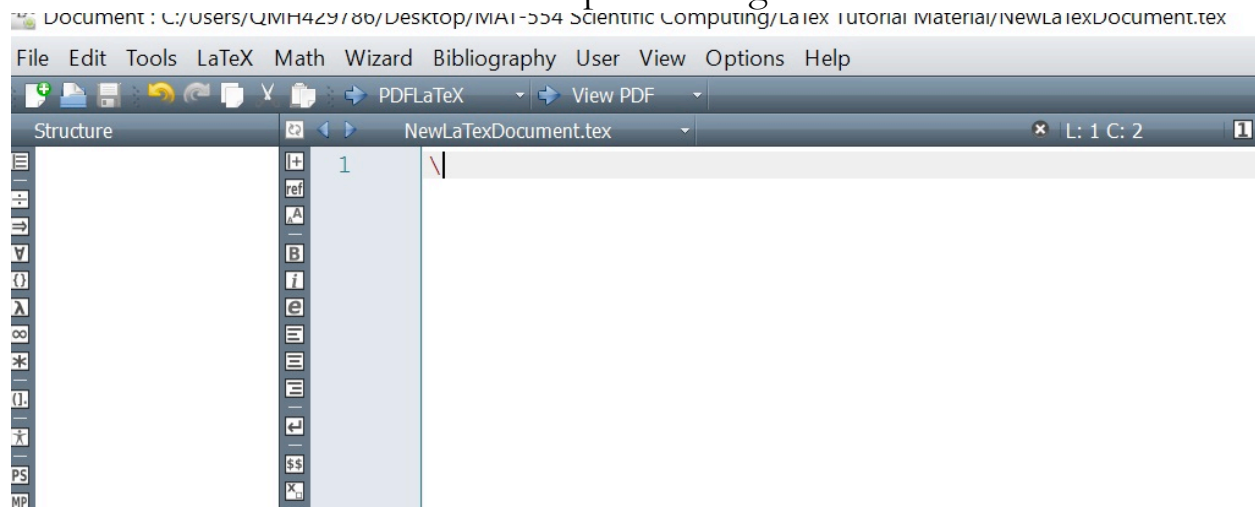 Document : C:/Users/QMH429786/Desktop/MAT-554 Scientific Computing/LaTex Tutorial Material/NewLaTexDocument.tex
File Edit Tools LaTeX Math Wizard Bibliography User View Options Help
PDFLaTeX View PDF
Structure NewLaTexDocument.tex L: 1 C: 2 1
1 \
ref
A A
B
i
e
$$
PS
MP